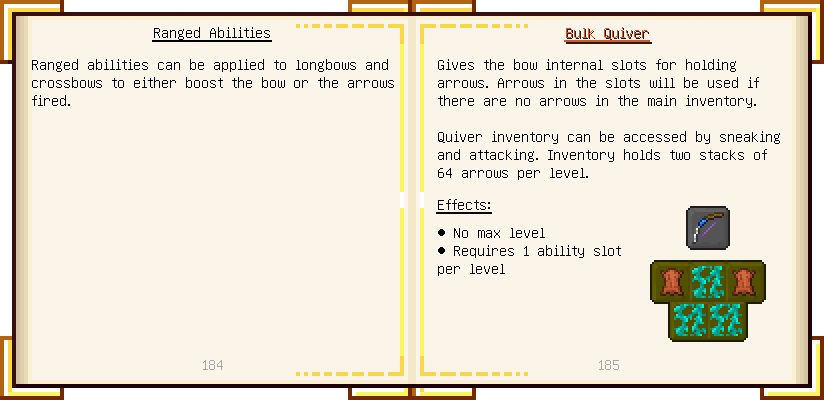 Ranged Abilities
Ranged abilities can be applied to longbows and
crossbows to either boost the bow or the arrows
fired.
184
Bulk Quiver
Gives the bow internal slots for holding
arrows. Arrows in the slots will be used if
there are no arrows in the main inventory.
Quiver inventory can be accessed by sneaking
and attacking. Inventory holds two stacks of
64 arrows per level.
Effects:
• No max level
• Requires 1 ability slot
per level
185